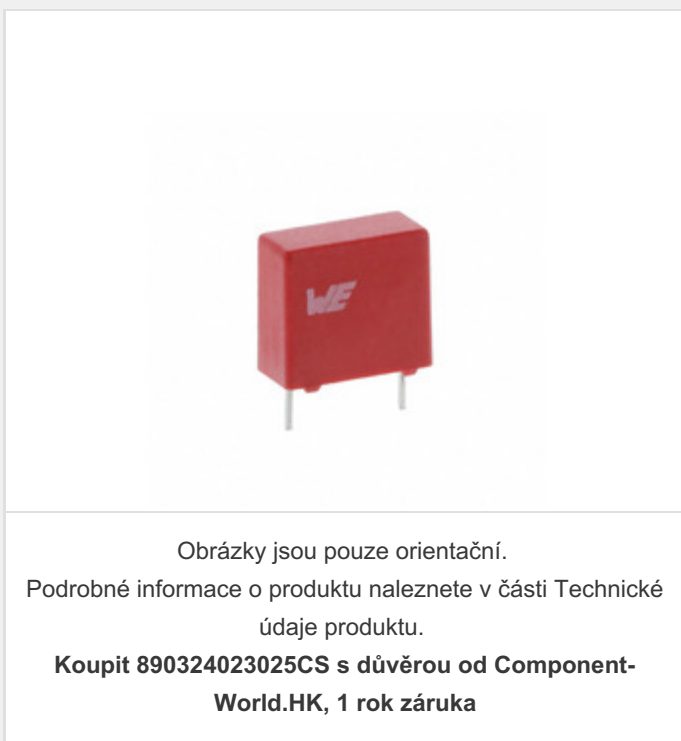 WE
Obrázky jsou pouze orientační.
Podrobné informace o produktu naleznete v části Technické
údaje produktu.
Koupit 890324023025CS s důvěrou od Component-
World.HK, 1 rok záruka